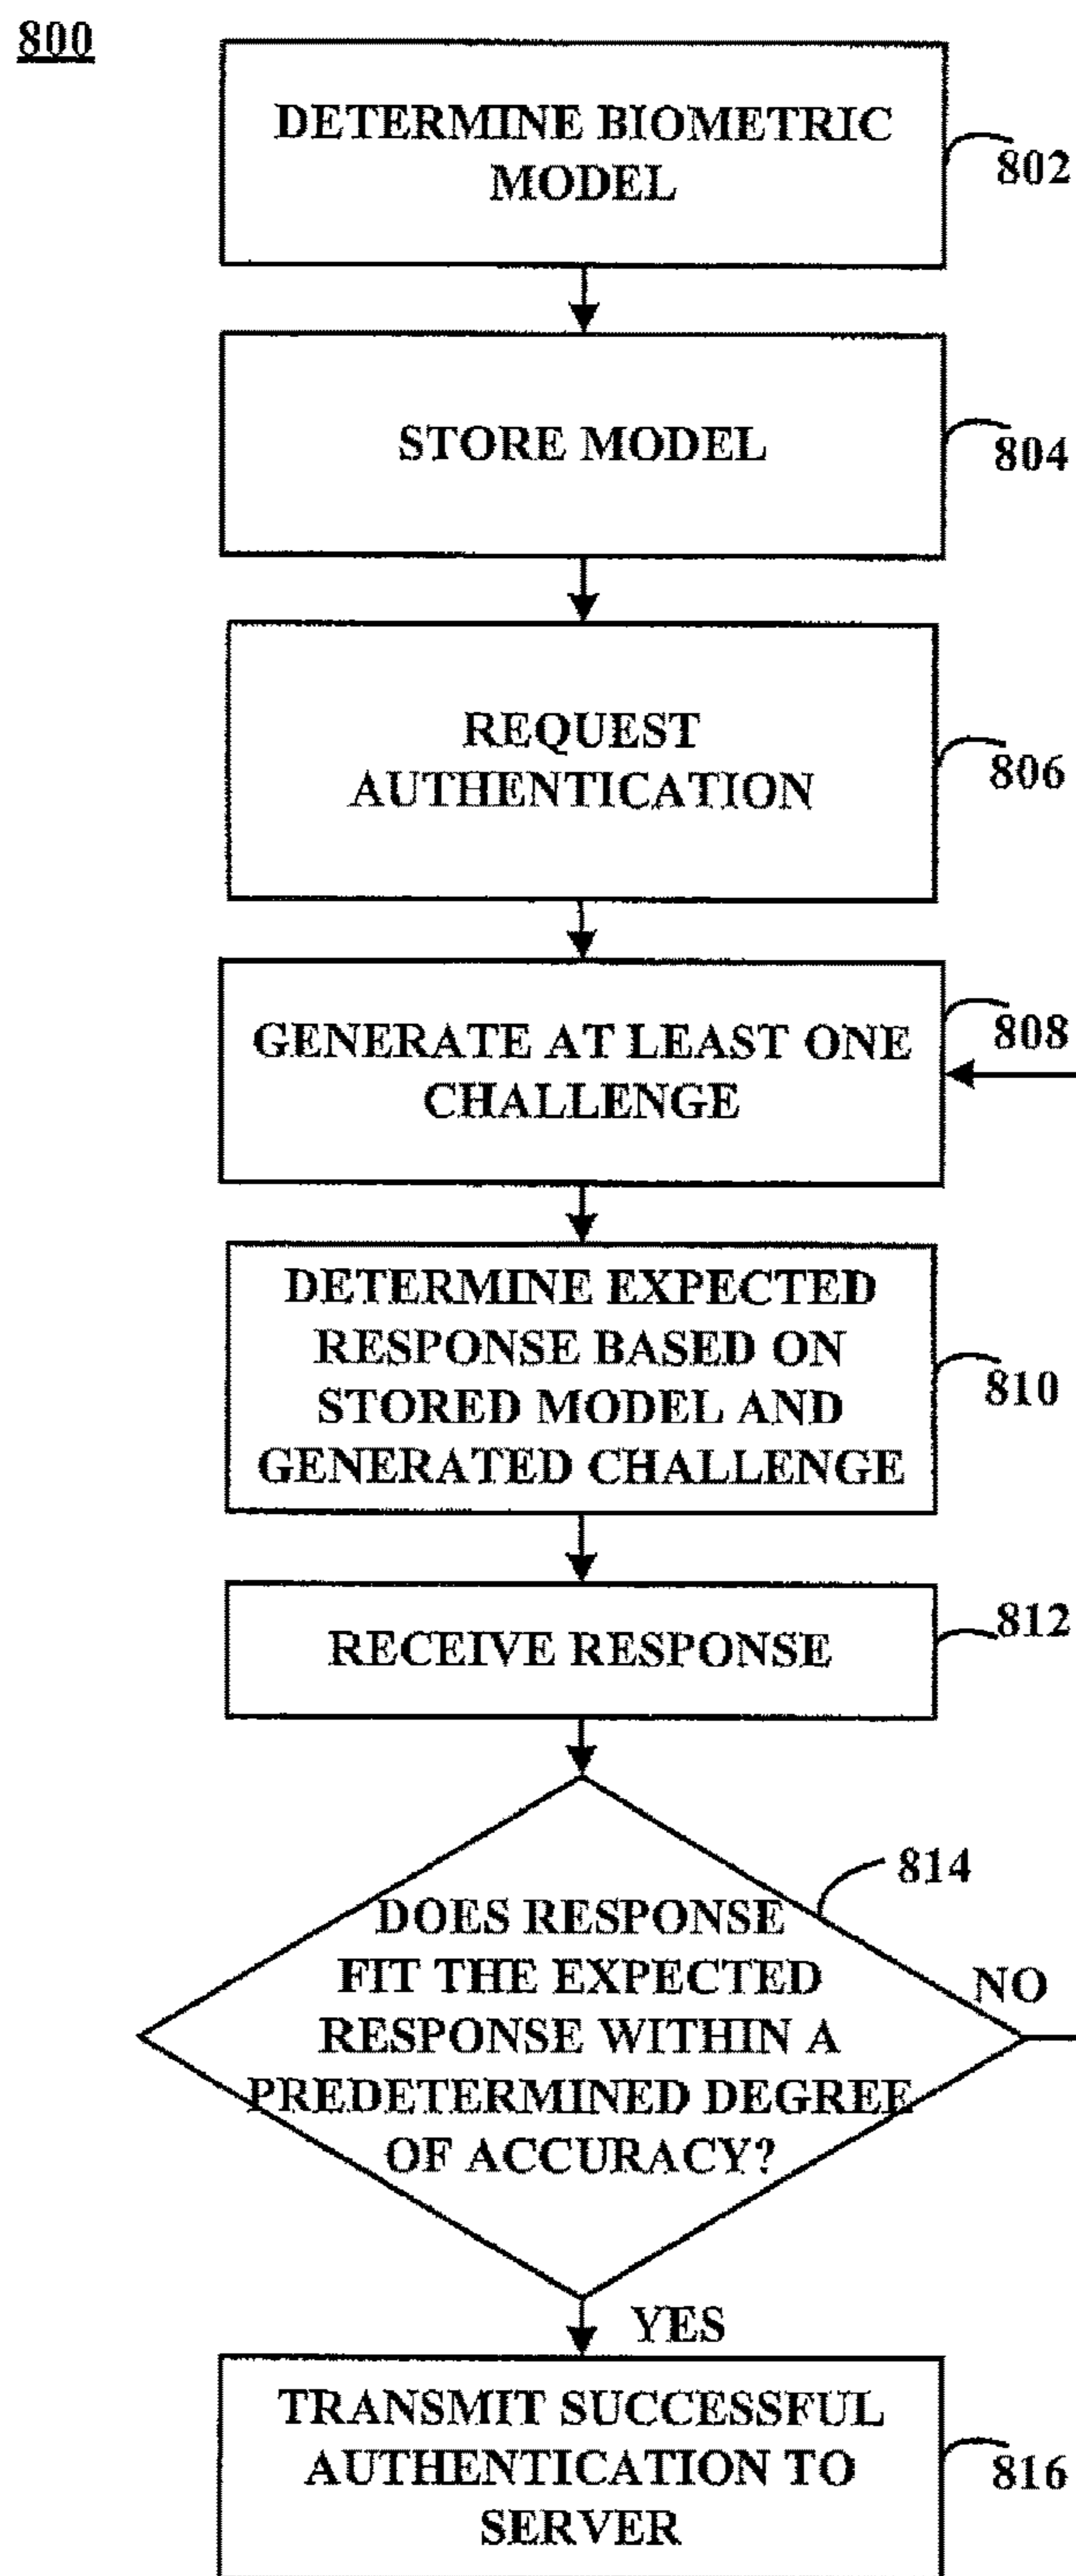 800
DETERMINE BIOMETRIC
MODEL
802
STORE MODEL
804
REQUEST
AUTHENTICATION
806
GENERATE AT LEAST ONE
CHALLENGE
808
DETERMINE EXPECTED
RESPONSE BASED ON
STORED MODEL AND
GENERATED CHALLENGE
810
RECEIVE RESPONSE
812
814
DOES RESPONSE
FIT THE EXPECTED
RESPONSE WITHIN A
PREDETERMINED DEGREE
OF ACCURACY?
NO
YES
TRANSMIT SUCCESSFUL
AUTHENTICATION TO
SERVER
816